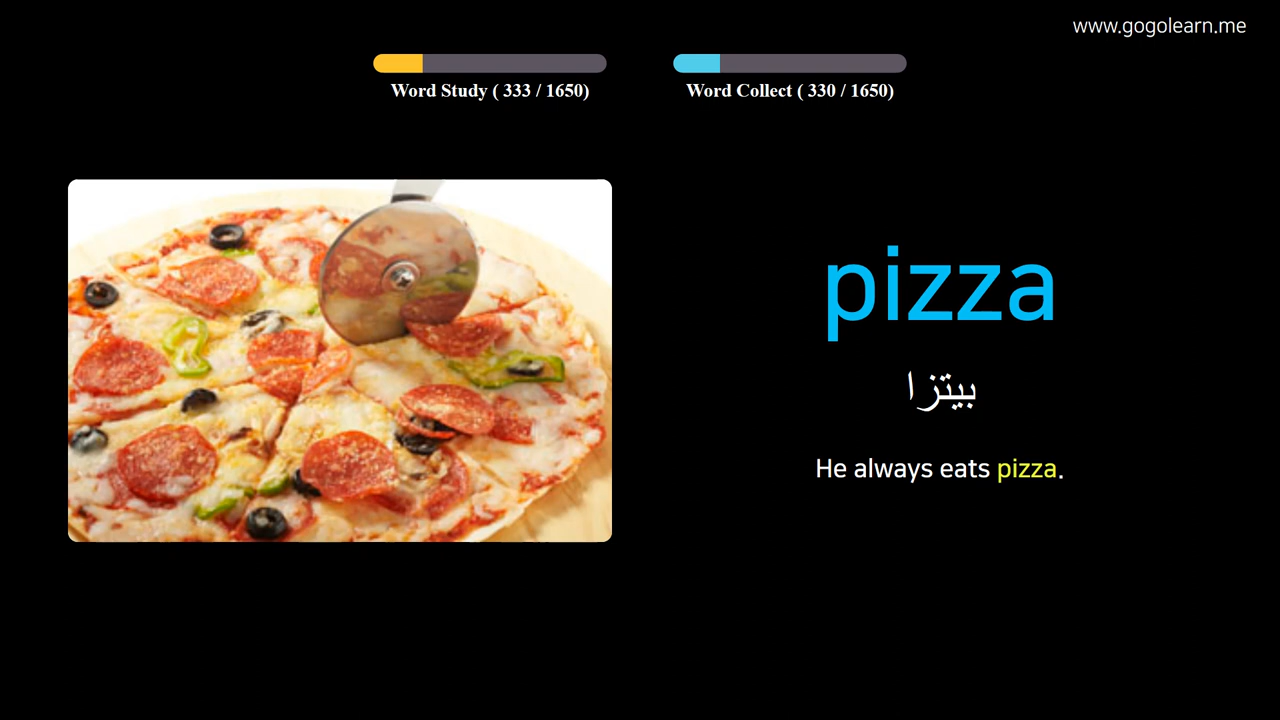 www.gogolearn.me
Word Study ( 333 / 1650)
Word Collect ( 330 / 1650)
pizza
بيتزا
He always eats pizza.